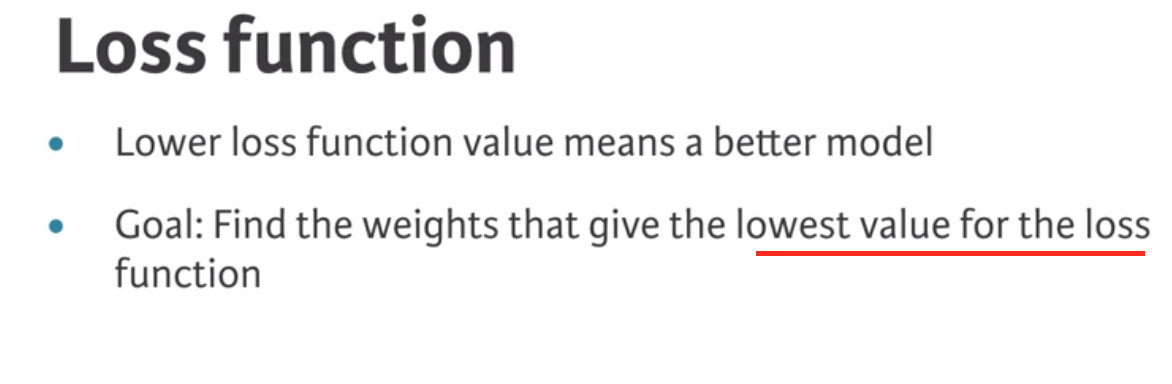 Loss function
• Lower loss function value means a better model
• Goal: Find the weights that give the lowest value for the loss
function